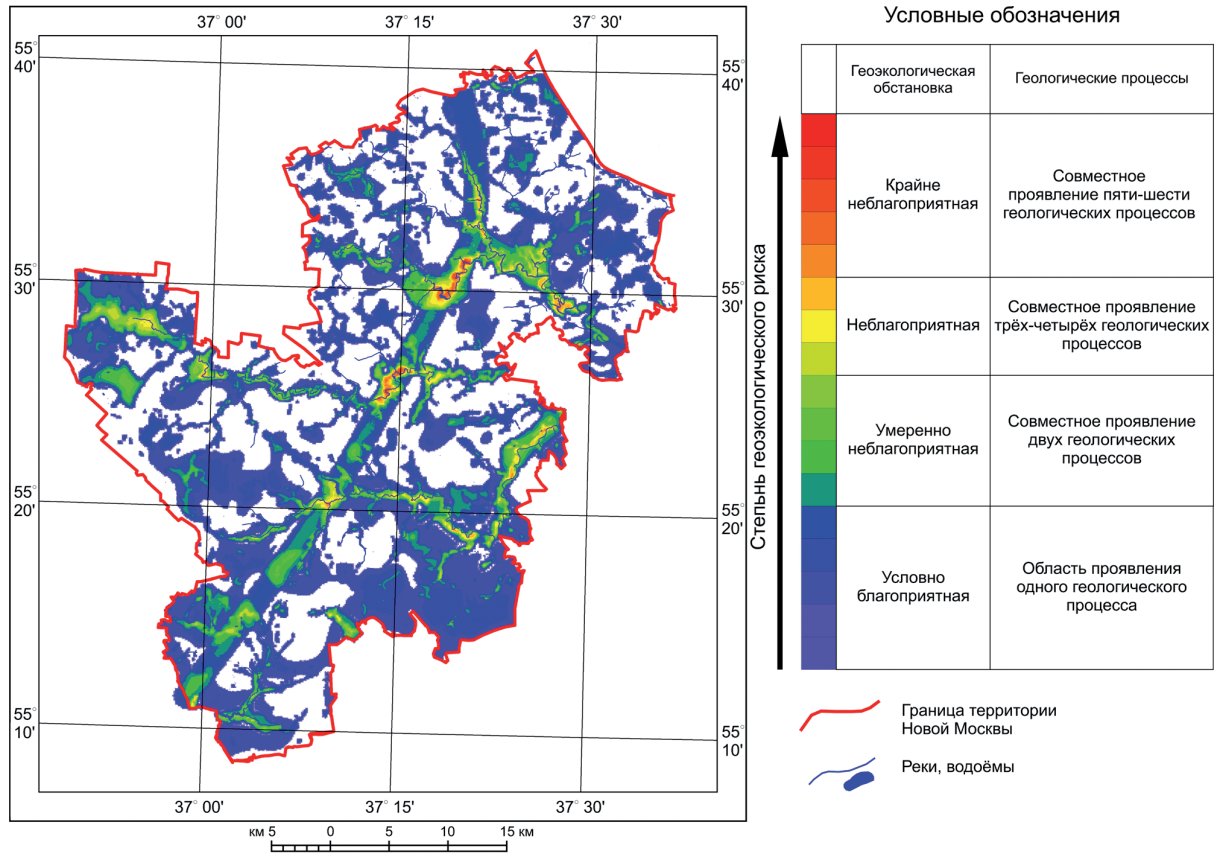 37° 00'
37° 15'
37° 30'
55°
40'
55°
40'
55°
30'
55°
30'
55°
20'
55°
20'
55°
10'
55°
10'
37° 00'
37° 15'
37° 30'
км 5
0
5
10
15 км
Условные обозначения
Геоэкологическая
обстановка
Геологические процессы
Степьнь геоэкологического риска
Крайне
неблагоприятная
Совместное
проявление пяти-шести
геологических процессов
Неблагоприятная
Совместное проявление
трёх-четырёх геологических
процессов
Умеренно
неблагоприятная
Совместное проявление
двух геологических
процессов
Условно
благоприятная
Область проявления
одного геологического
процесса
Граница территории
Новой Москвы
Реки, водоёмы